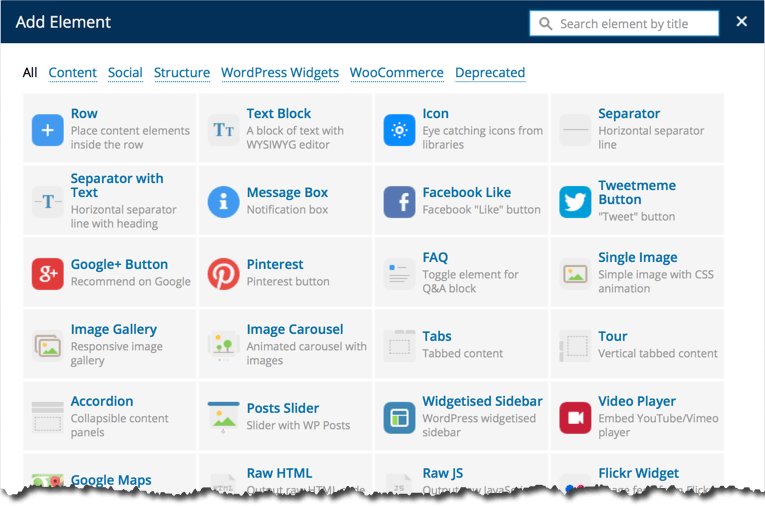 Add Element
Search element by title
All Content Social Structure WordPress Widgets WooCommerce Deprecated
Row
Place content elements
inside the row
Text Block
A block of text with
WYSIWYG editor
Icon
Eye catching icons from
libraries
Separator
Horizontal separator
line
Separator with
Text
Horizontal separator
line with heading
Message Box
Notification box
Facebook Like
Facebook "Like" button
Tweetmeme
Button
"Tweet" button
Google+ Button
Recommend on Google
Pinterest
Pinterest button
FAQ
Toggle element for
Q&A block
Single Image
Simple image with CSS
animation
Image Gallery
Responsive image
gallery
Image Carousel
Animated carousel with
images
Tabs
Tabbed content
Tour
Vertical tabbed content
Accordion
Collapsible content
panels
Posts Slider
Slider with WP Posts
Widgetised Sidebar
WordPress widgetised
sidebar
Video Player
Embed YouTube/Vimeo
player
Google Maps
Raw HTML
Output raw HTML code
Raw JS
Output raw
Flickr Widget